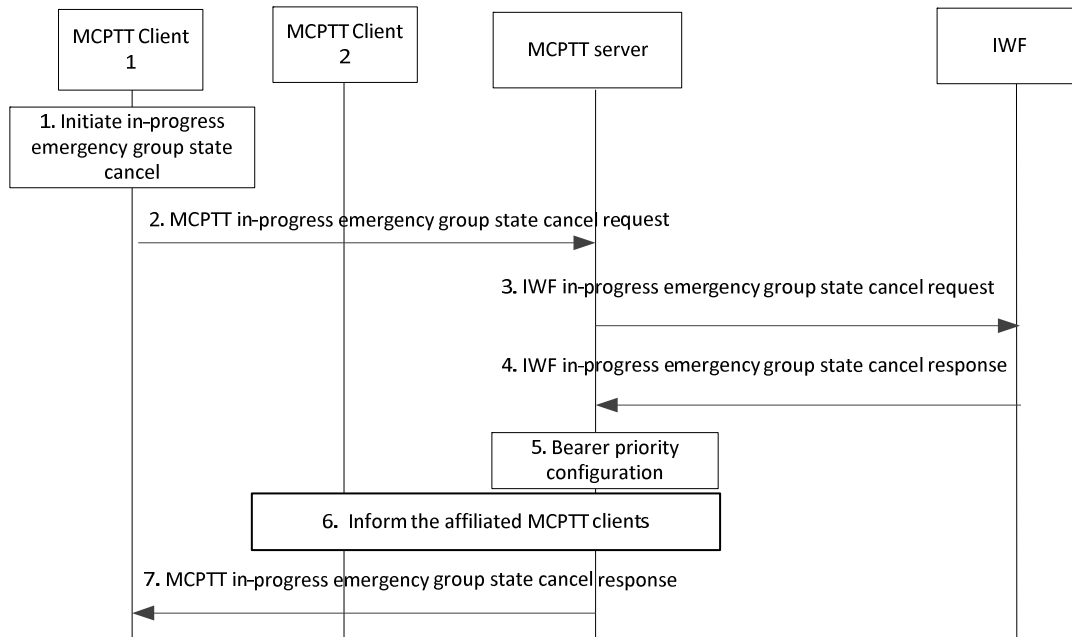 MCPTT Client
1
MCPTT Client
2
MCPTT server
IWF
1. Initiate in-progress
emergency group state
cancel
2. MCPTT in-progress emergency group state cancel request
3. IWF in-progress emergency group state cancel request
4. IWF in-progress emergency group state cancel response
5. Bearer priority
configuration
6. Inform the affiliated MCPTT clients
7. MCPTT in-progress emergency group state cancel response